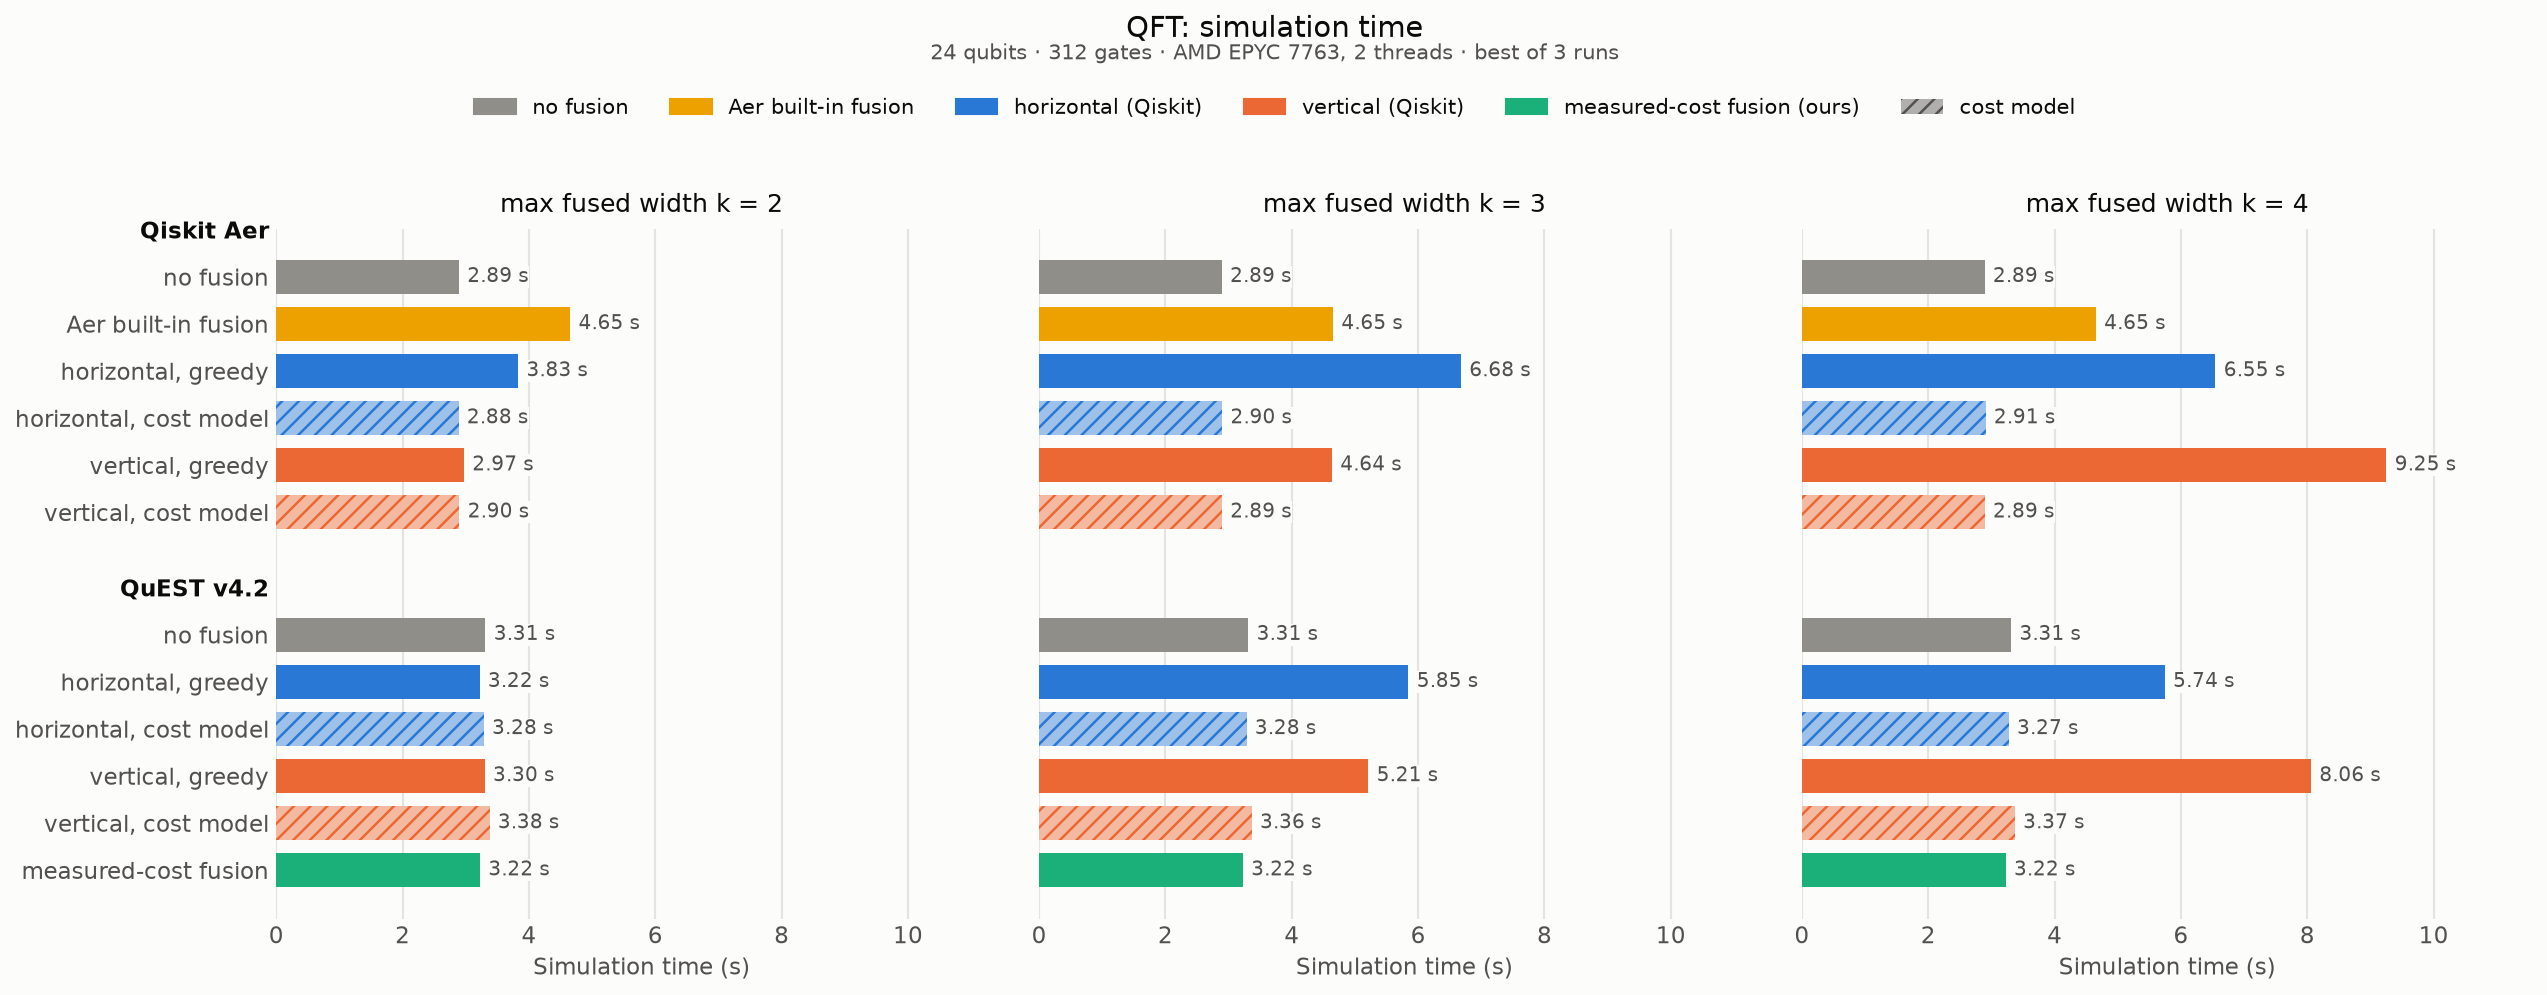 QFT: simulation time
24 qubits · 312 gates · AMD EPYC 7763, 2 threads · best of 3 runs
no fusion
Aer built-in fusion
horizontal (Qiskit)
vertical (Qiskit)
measured-cost fusion (ours)
cost model
max fused width k = 2
max fused width k = 3
max fused width k = 4
Qiskit Aer
no fusion 2.89 s 2.89 s 2.89 s
Aer built-in fusion 4.65 s 4.65 s 4.65 s
horizontal, greedy 3.83 s 6.68 s 6.55 s
horizontal, cost model 2.88 s 2.90 s 2.91 s
vertical, greedy 2.97 s 4.64 s 9.25 s
vertical, cost model 2.90 s 2.89 s 2.89 s
QuEST v4.2
no fusion 3.31 s 3.31 s 3.31 s
horizontal, greedy 3.22 s 5.85 s 5.74 s
horizontal, cost model 3.28 s 3.28 s 3.27 s
vertical, greedy 3.30 s 5.21 s 8.06 s
vertical, cost model 3.38 s 3.36 s 3.37 s
measured-cost fusion 3.22 s 3.22 s 3.22 s
0 2 4 6 8 10 0 2 4 6 8 10 0 2 4 6 8 10
Simulation time (s) Simulation time (s) Simulation time (s)